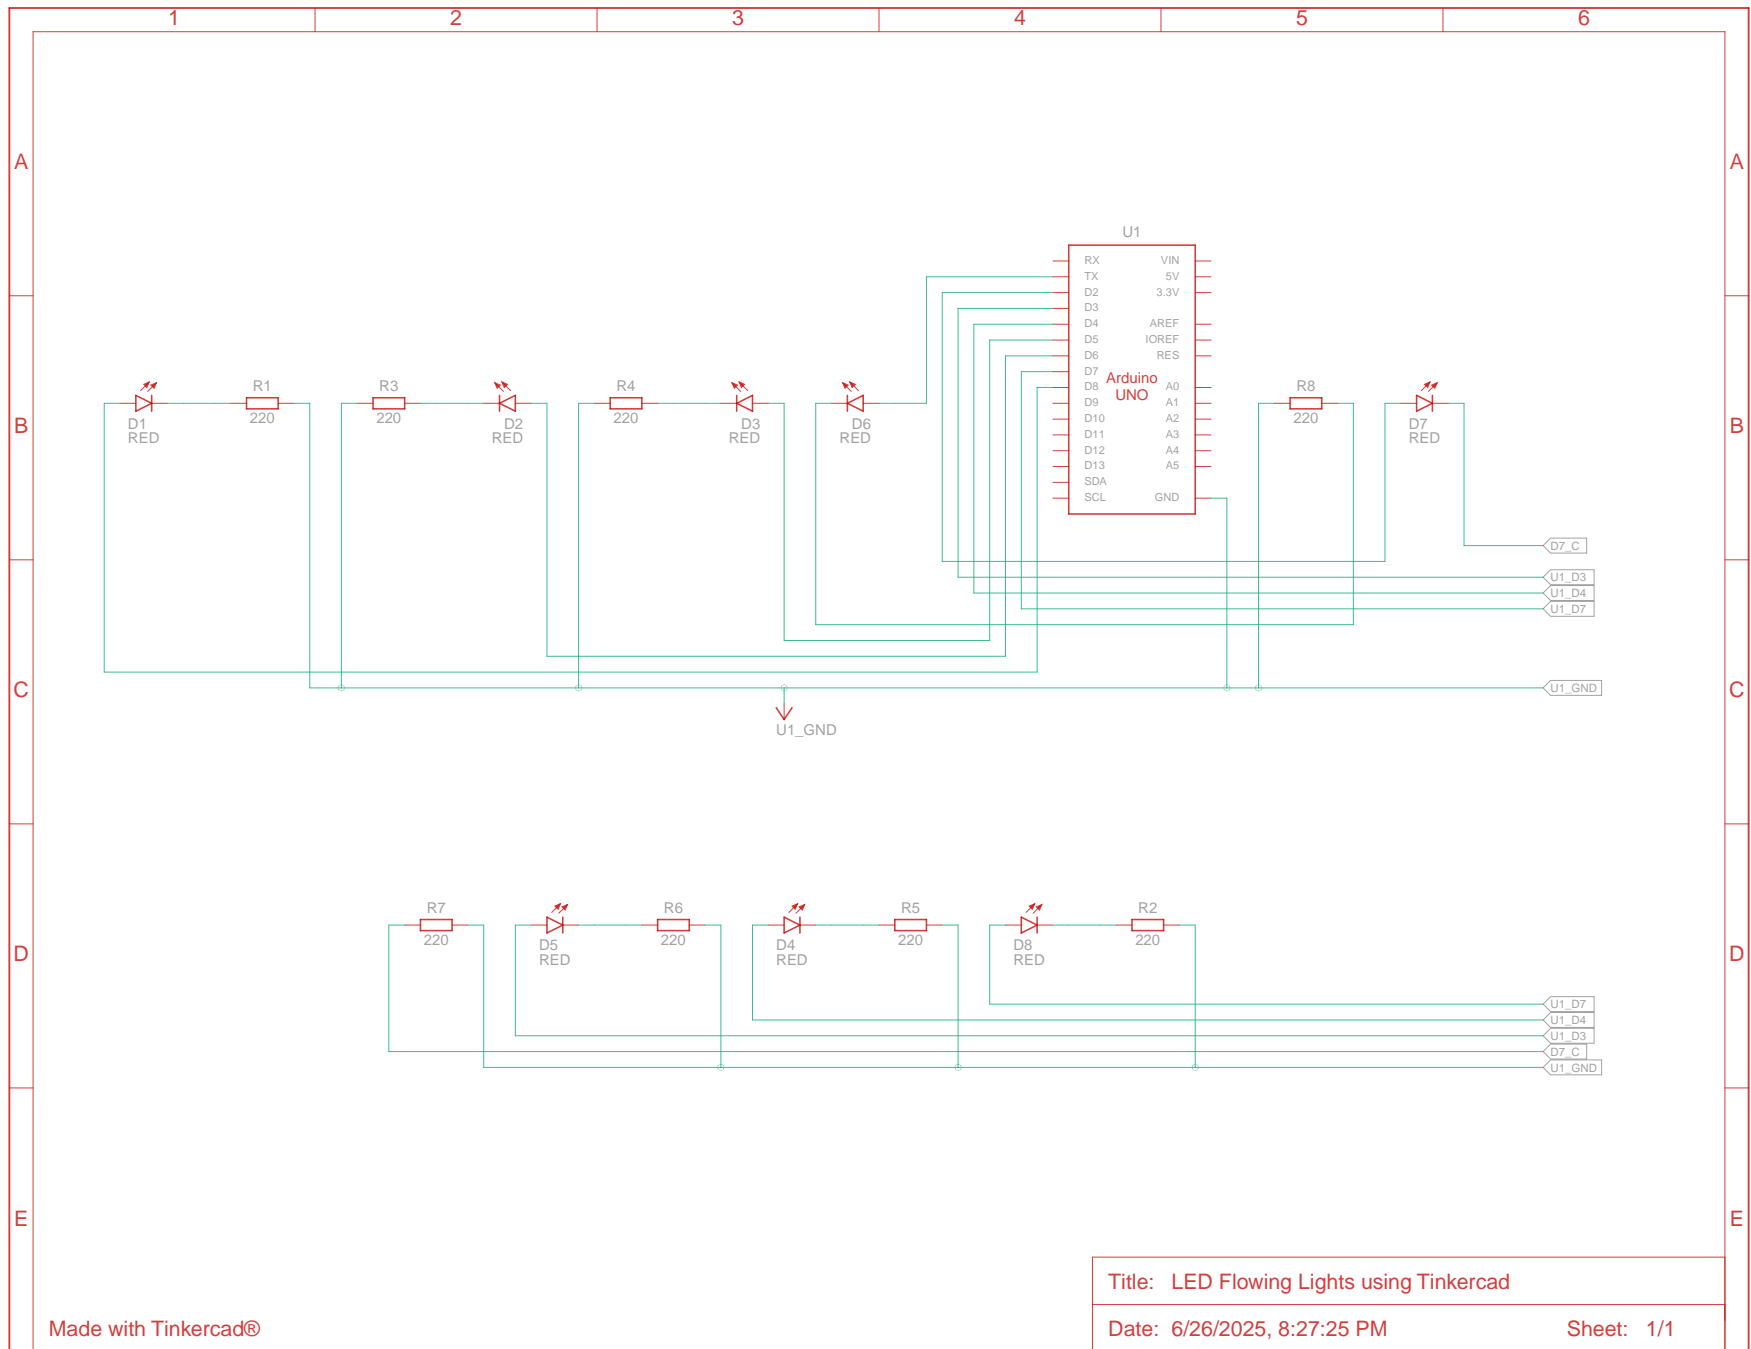 1 2 3 4 5 6
A A
U1
RX VIN
TX 5V
D2 3.3V
D3
D4 AREF
D5 IOREF
D6 RES
D7
Arduino
UNO
D8 A0
D9 A1
D10 A2
D11 A3
D12 A4
D13 A5
SDA
SCL GND
R1 R3 R4 R8
220 220 220 220
D1 D2 D3 D6 D7
RED RED RED RED RED
B B
D7_C
U1_D3
U1_D4
U1_D7
C U1_GND C
U1_GND
R7 R6 R5 R2
220 220 220 220
D5 D4 D8
RED RED RED
D D
U1_D7
U1_D4
U1_D3
D7_C
U1_GND
E E
Title: LED Flowing Lights using Tinkercad
Made with Tinkercad® Date: 6/26/2025, 8:27:25 PM Sheet: 1/1